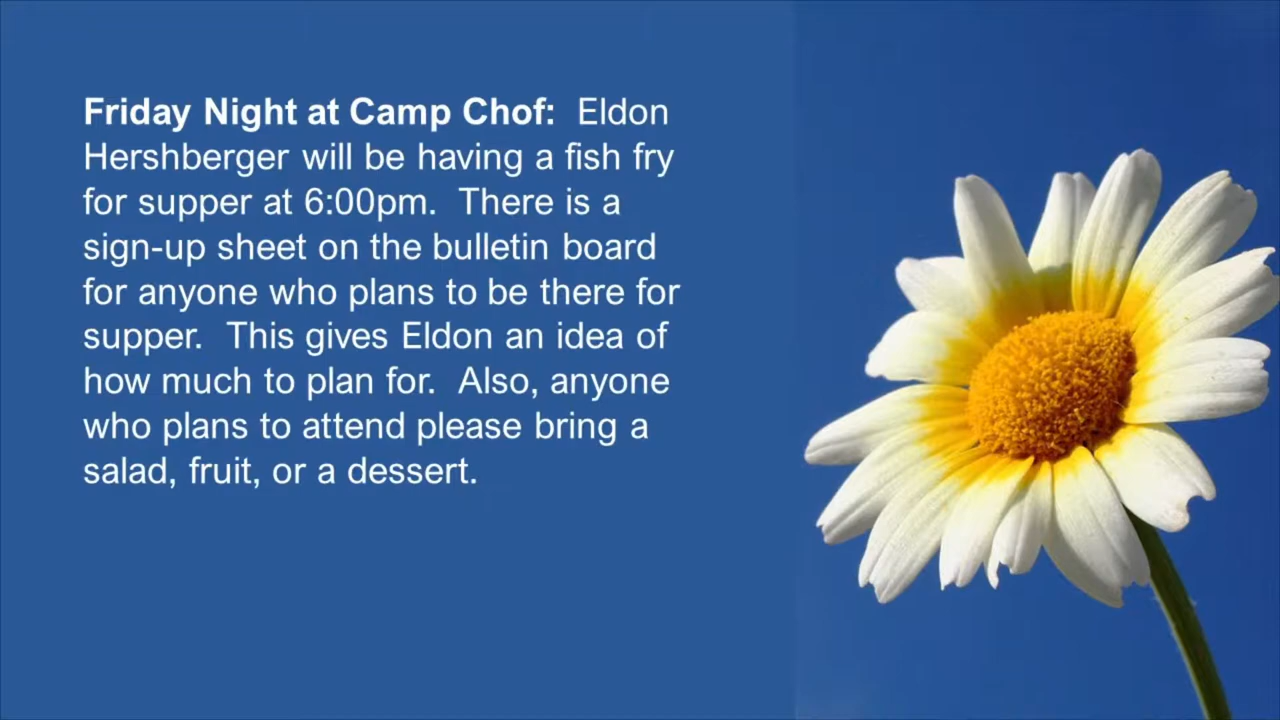 Friday Night at Camp Chof:  Eldon
Hershberger will be having a fish fry
for supper at 6:00pm.  There is a
sign-up sheet on the bulletin board
for anyone who plans to be there for
supper.  This gives Eldon an idea of
how much to plan for.  Also, anyone
who plans to attend please bring a
salad, fruit, or a dessert.